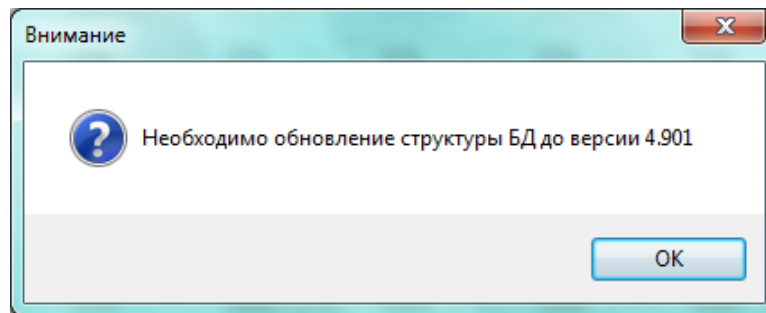 Внимание
Необходимо обновление структуры БД до версии 4.901
OK